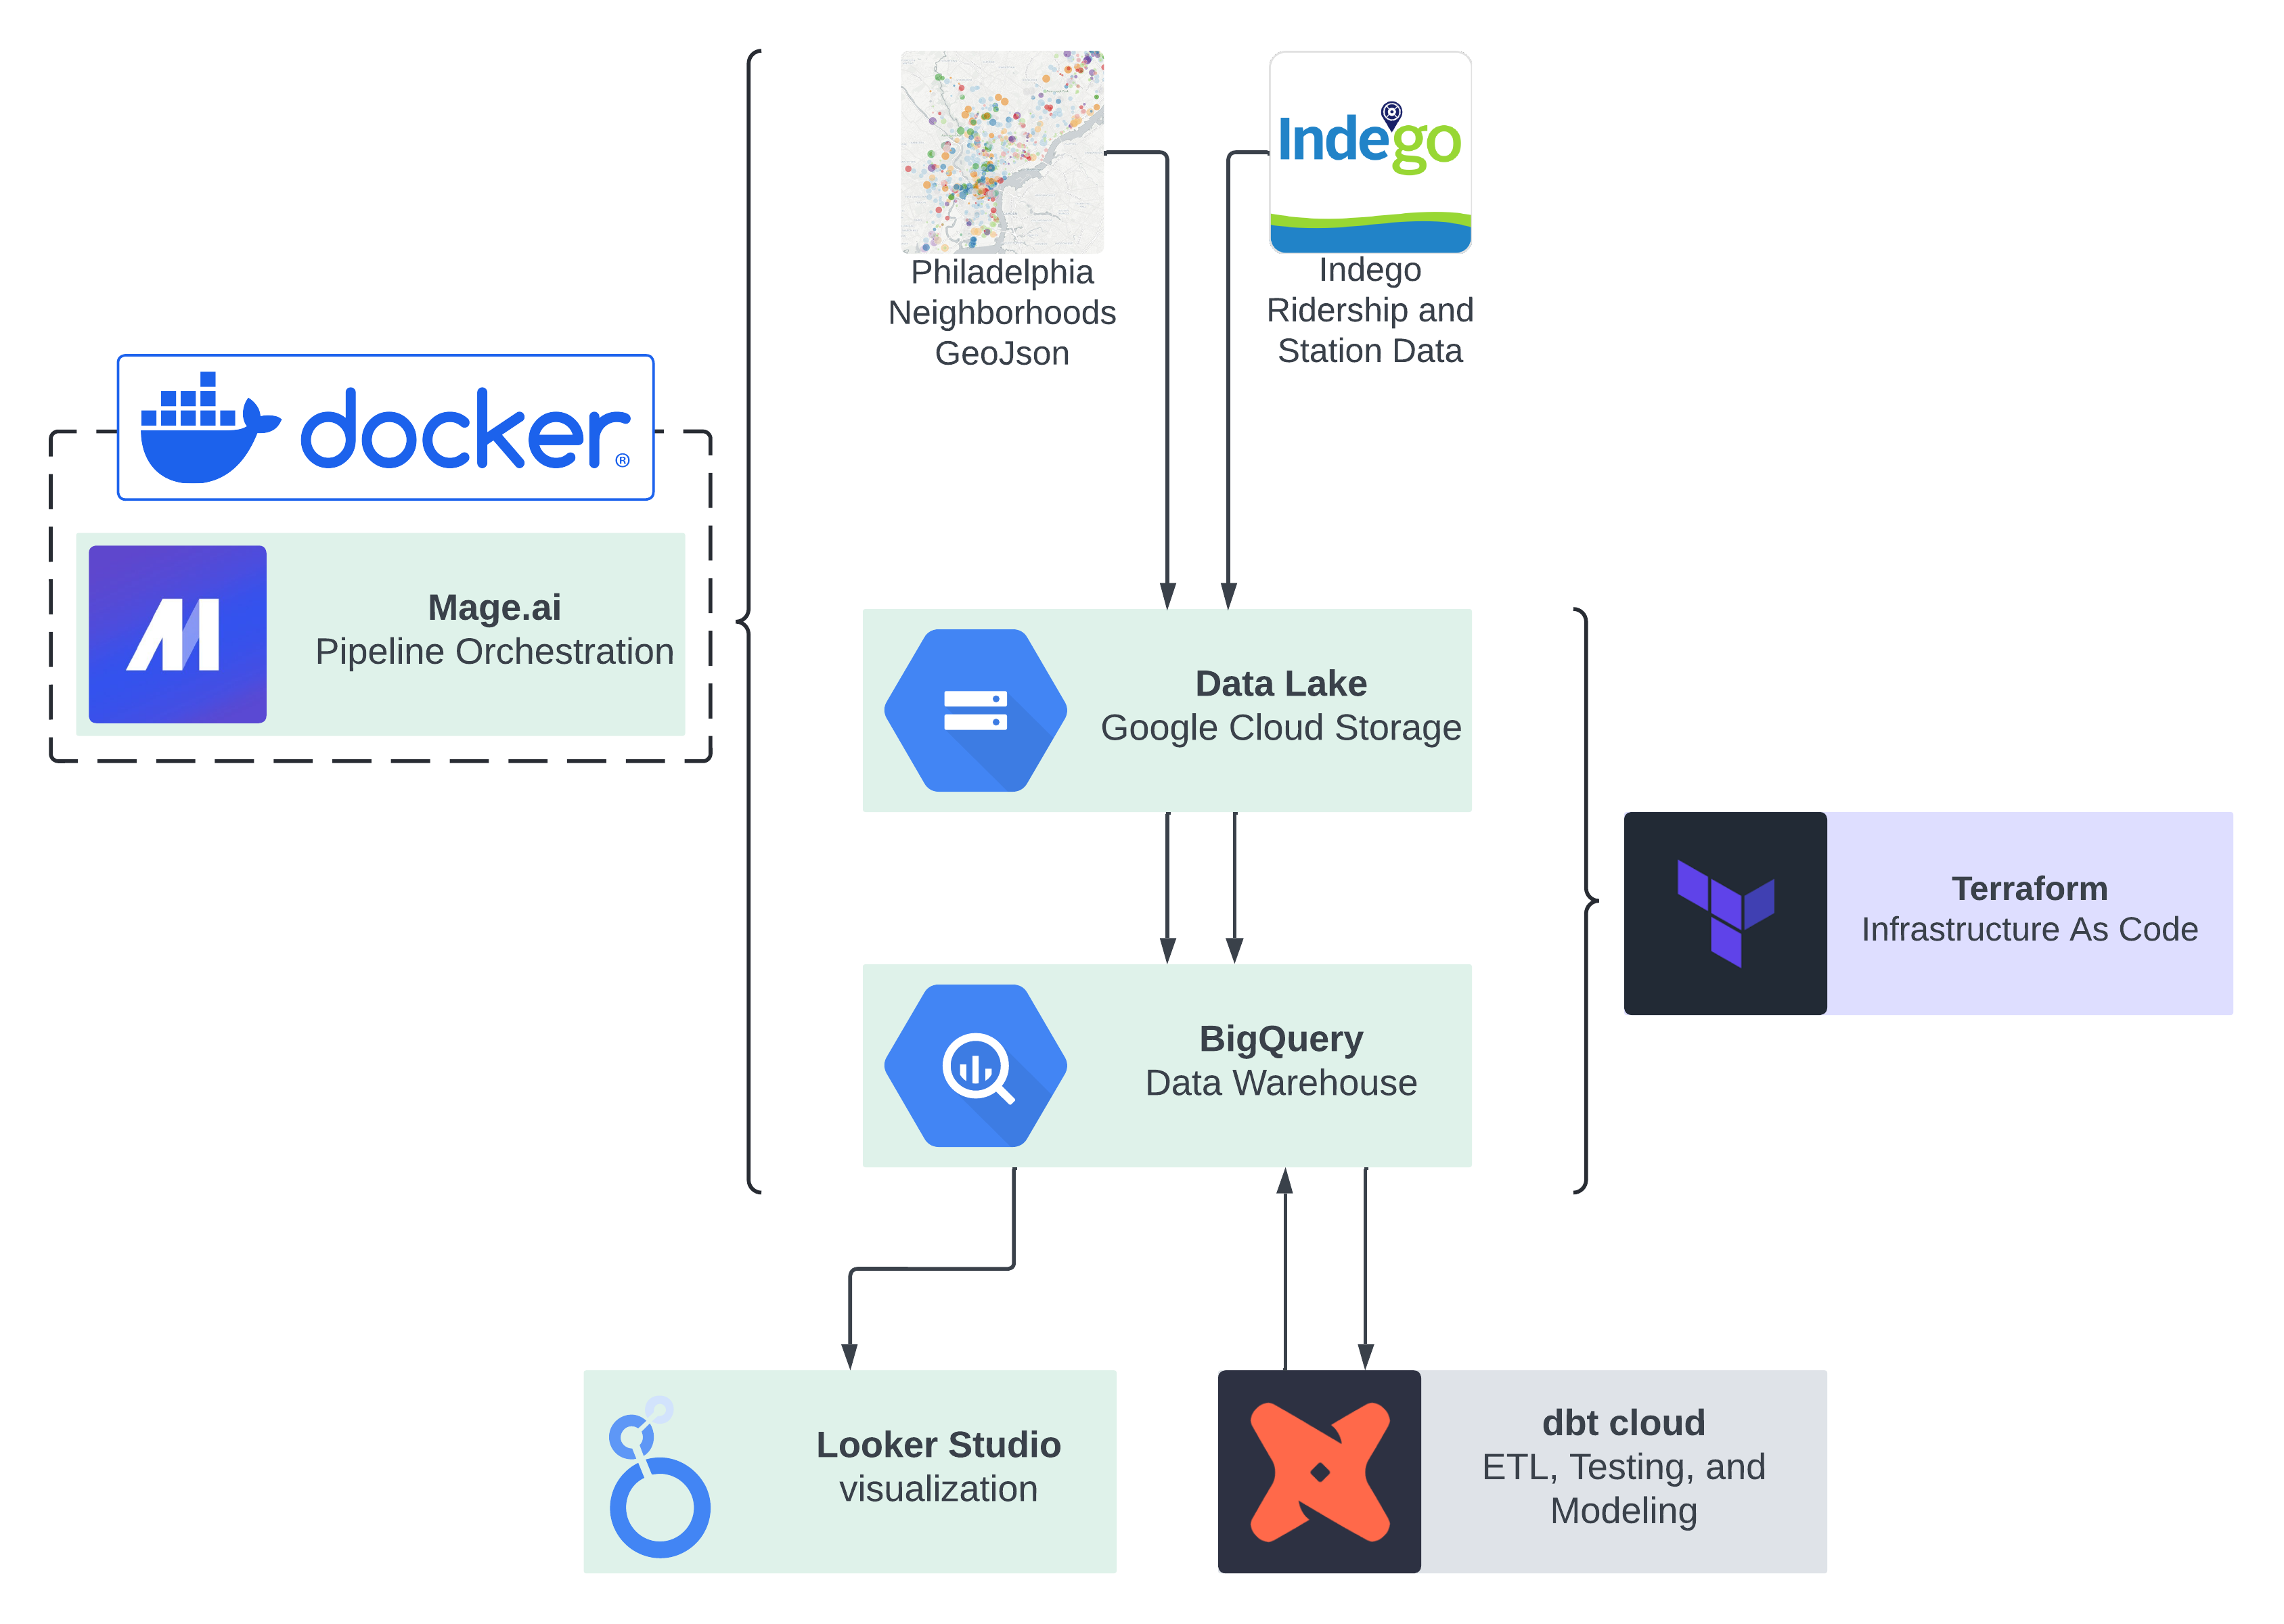 Philadelphia
Neighborhoods
GeoJson
Indego
Indego
Ridership and
Station Data
docker®
Mage.ai
Pipeline Orchestration
Data Lake
Google Cloud Storage
Terraform
Infrastructure As Code
BigQuery
Data Warehouse
Looker Studio
visualization
dbt cloud
ETL, Testing, and
Modeling